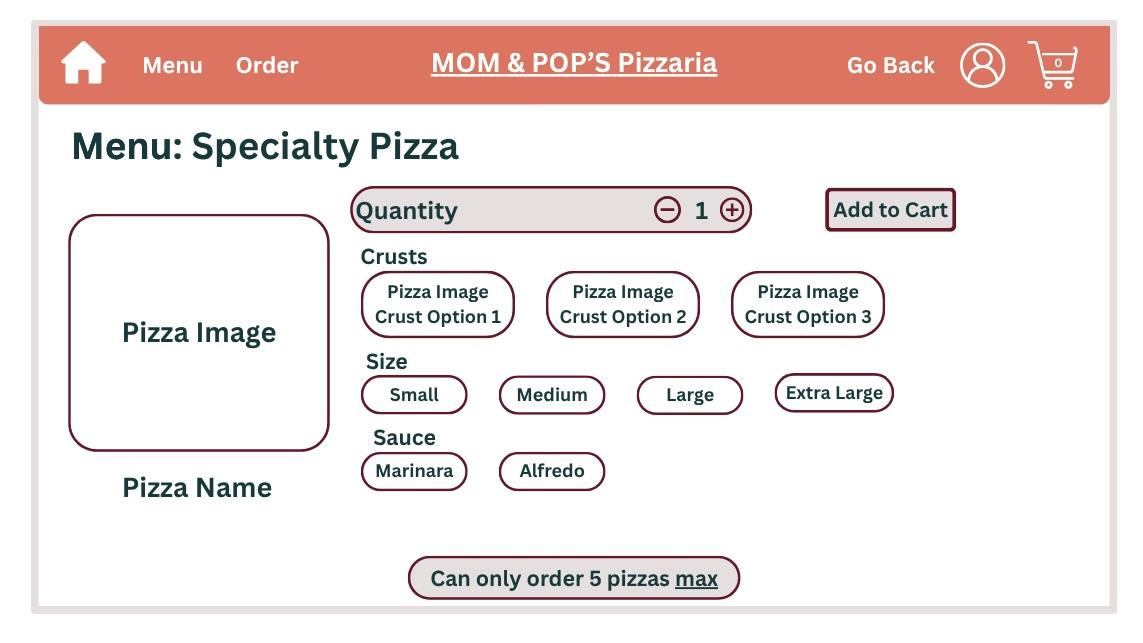 Menu Order MOM & POP'S Pizzaria Go Back 0
Menu: Specialty Pizza
Quantity 1 Add to Cart
Crusts
Pizza Image
Crust Option 1
Pizza Image
Crust Option 2
Pizza Image
Crust Option 3
Pizza Image
Size
Small Medium Large Extra Large
Sauce
Marinara Alfredo
Pizza Name
Can only order 5 pizzas max